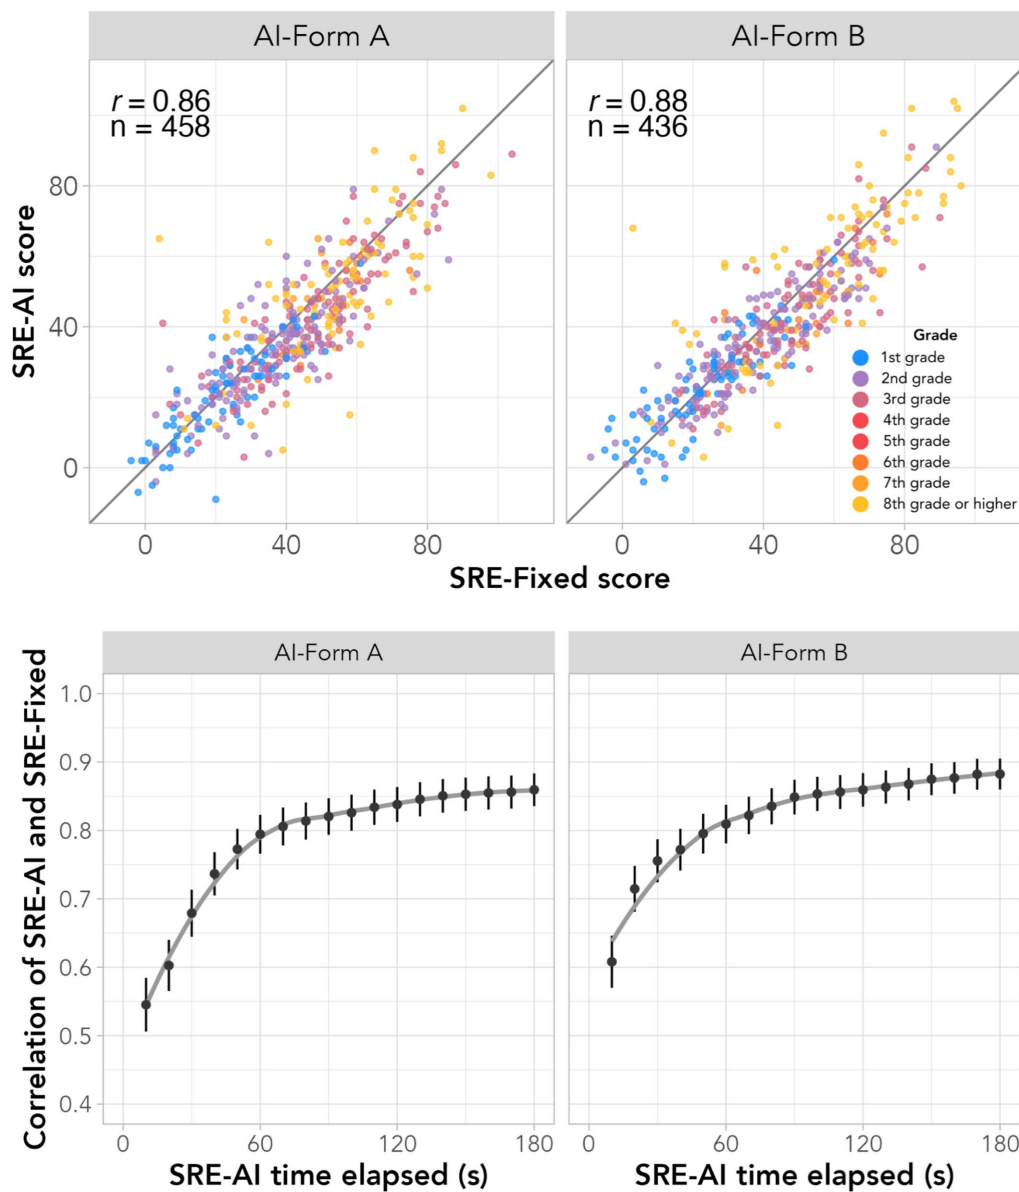 AI-Form A
AI-Form B
r = 0.86
n = 458
r = 0.88
n = 436
SRE-AI score
80
40
0
Grade
1st grade
2nd grade
3rd grade
4th grade
5th grade
6th grade
7th grade
8th grade or higher
0 40 80
0 40 80
SRE-Fixed score
AI-Form A
AI-Form B
Correlation of SRE-AI and SRE-Fixed
1.0
0.9
0.8
0.7
0.6
0.5
0.4
0 60 120 180
0 60 120 180
SRE-AI time elapsed (s)
SRE-AI time elapsed (s)